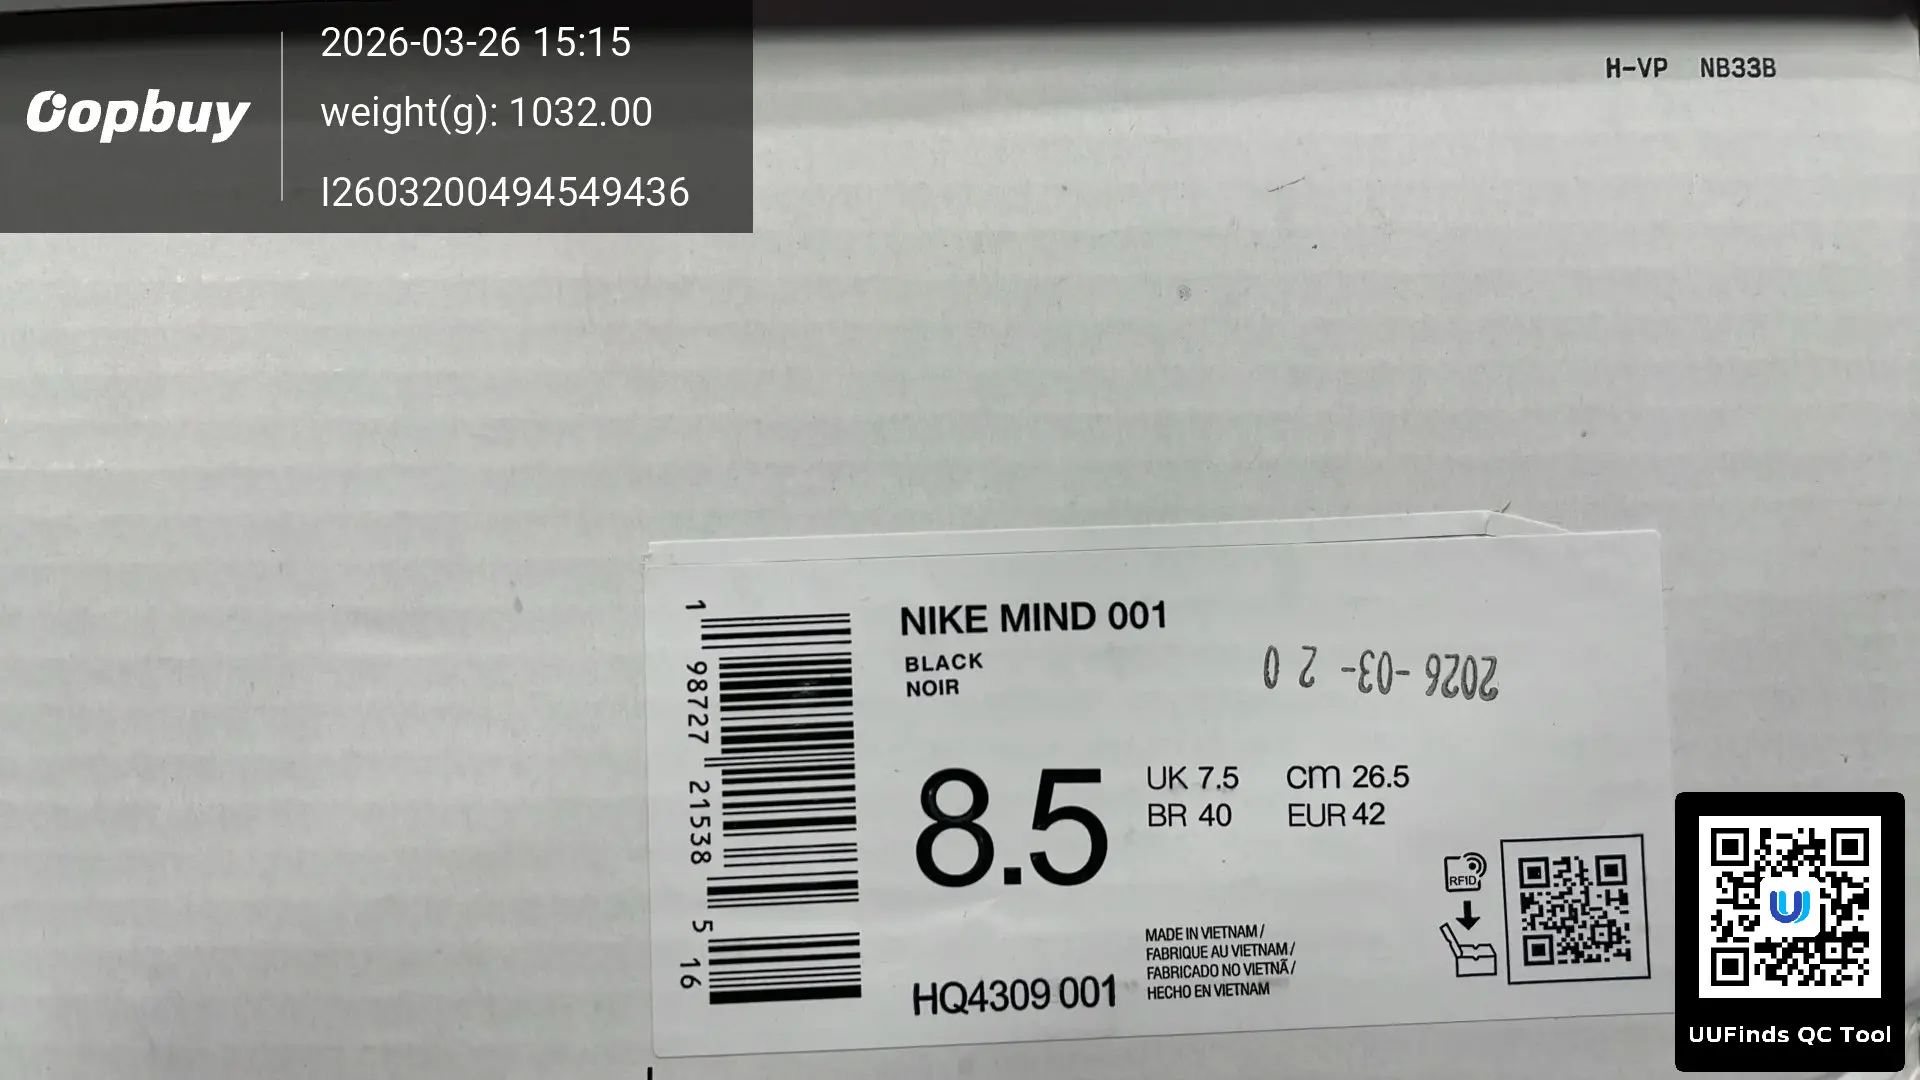 2026-03-26 15:15
oopbuy
weight(g): 1032.00
I2603200494549436
H-VP NB33B
NIKE MIND 001
BLACK
NOIR
2026-03-20
8.5
UK 7.5 cm 26.5
BR 40 EUR 42
1 98727 21538 5 16
RFID
MADE IN VIETNAM /
FABRIQUE AU VIETNAM /
FABRICADO NO VIETNÃ /
HECHO EN VIETNAM
HQ4309 001
U
UUFinds QC Tool